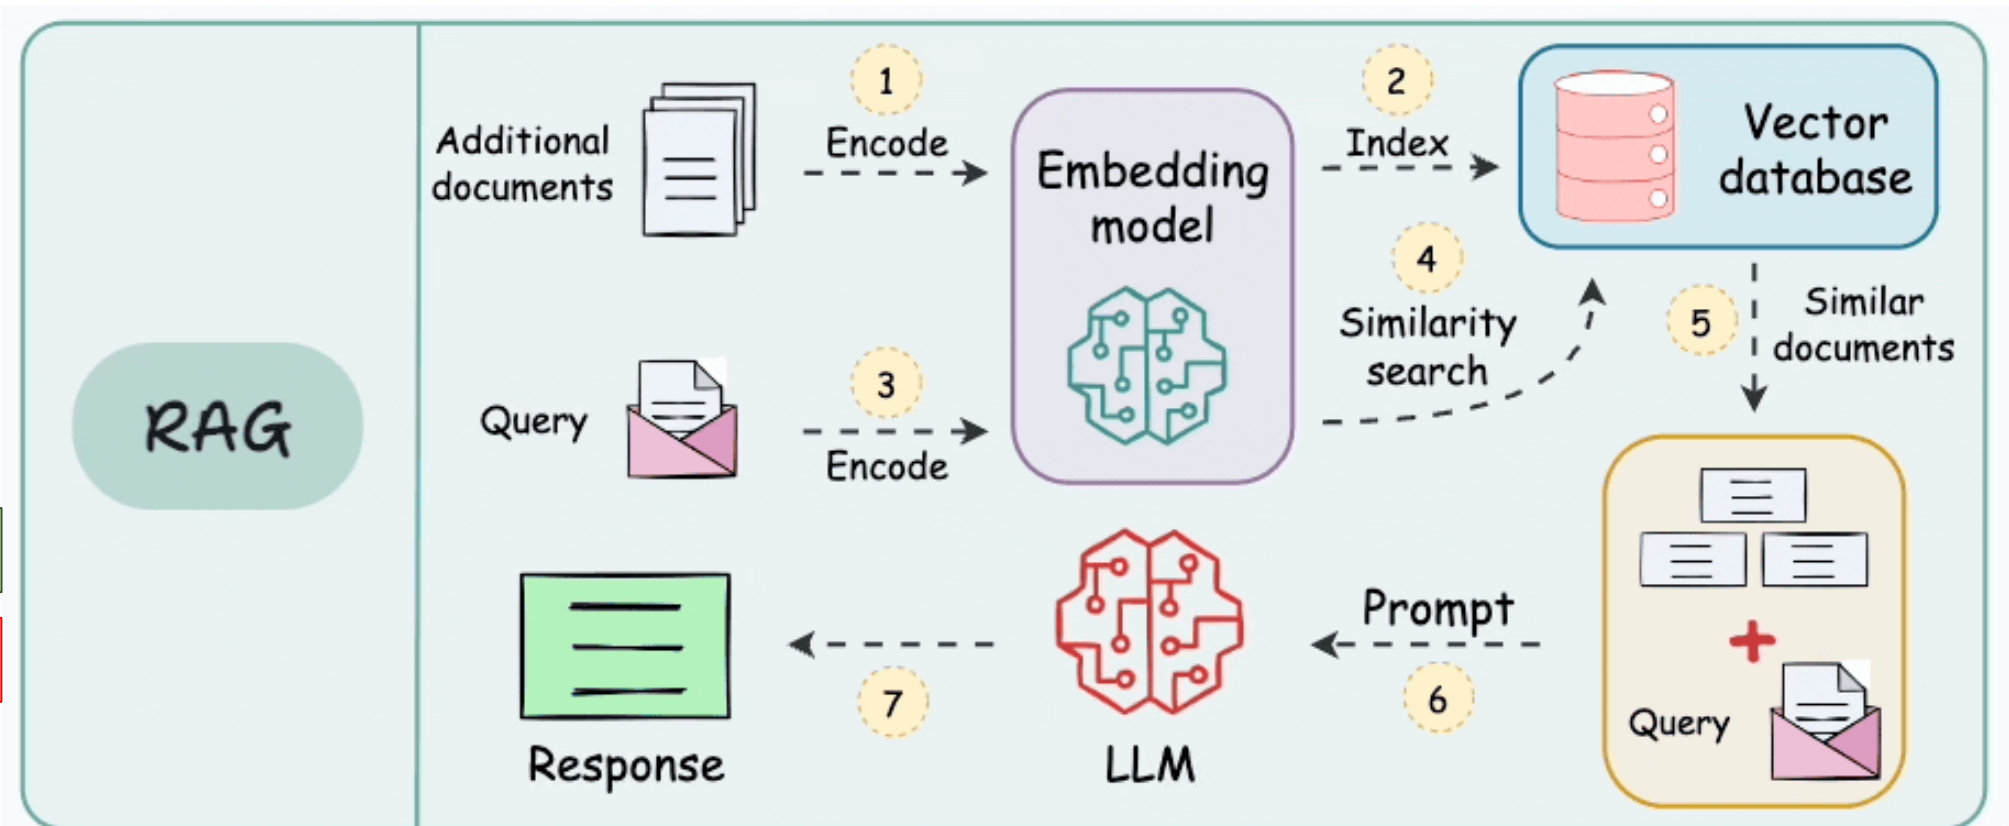 RAG
Additional
documents
1
Encode
Embedding
model
2
Index
Vector
database
Query
3
Encode
4
Similarity
search
5
Similar
documents
Query
Prompt
6
LLM
7
Response